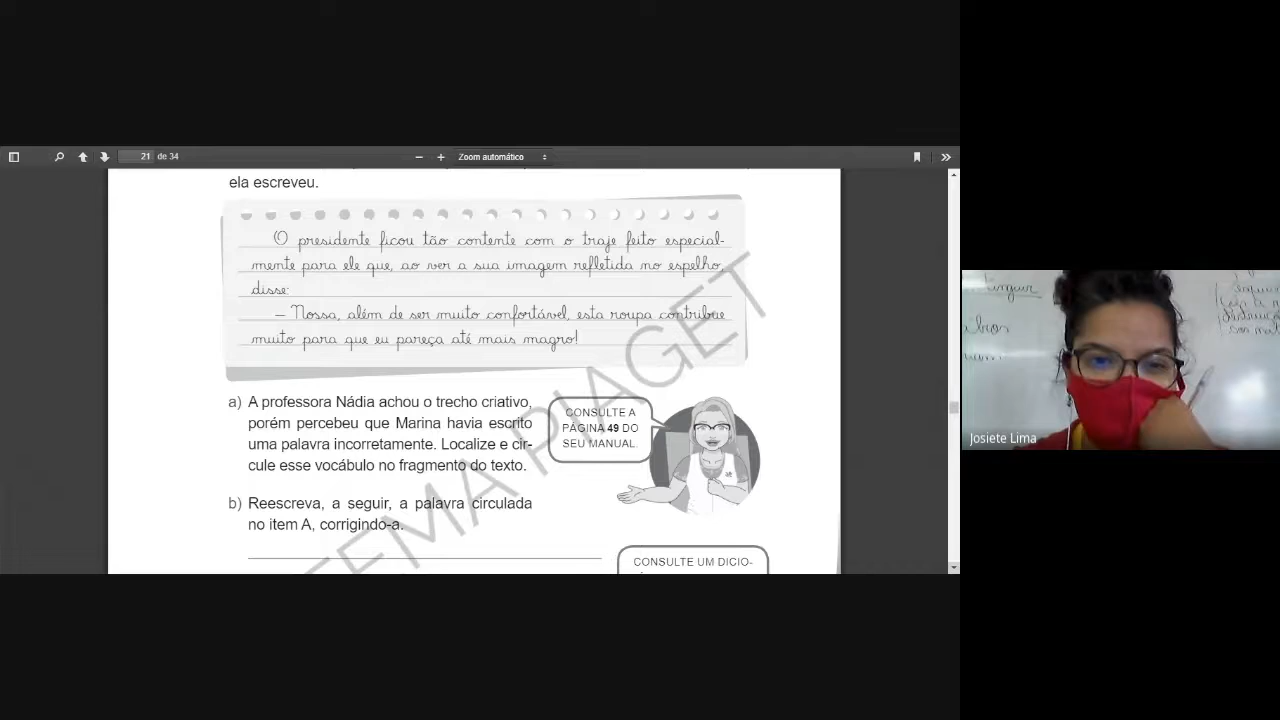 21 de 34
Zoom automático
ela escreveu.
O presidente ficou tão contente com o traje feito especial-
mente para ele que, ao ver a sua imagem refletida no espelho,
disse:
– Nossa, além de ser muito confortável, esta roupa contribue
muito para que eu pareça até mais magro!
a) A professora Nádia achou o trecho criativo,
porém percebeu que Marina havia escrito
uma palavra incorretamente. Localize e cir-
cule esse vocábulo no fragmento do texto.
CONSULTE A
PÁGINA 49 DO
SEU MANUAL.
b) Reescreva, a seguir, a palavra circulada
no item A, corrigindo-a.
CONSULTE UM DICIO-
TEMA PIAGET
Josiete Lima